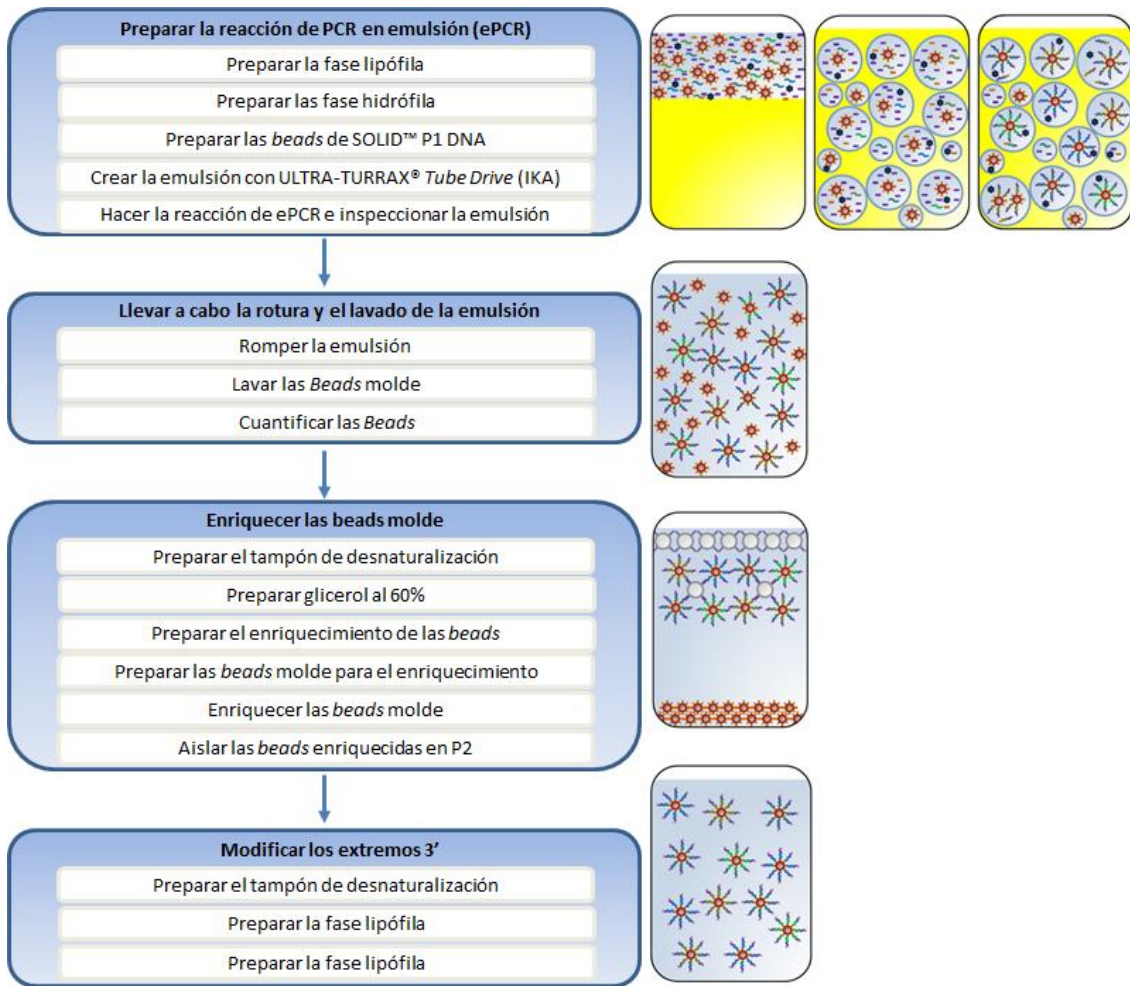 Preparar la reacción de PCR en emulsión (ePCR)
Preparar la fase lipófila
Preparar las fase hidrófila
Preparar las beads de SOLID™ P1 DNA
Crear la emulsión con ULTRA-TURRAX® Tube Drive (IKA)
Hacer la reacción de ePCR e inspeccionar la emulsión
Llevar a cabo la rotura y el lavado de la emulsión
Romper la emulsión
Lavar las Beads molde
Cuantificar las Beads
Enriquecer las beads molde
Preparar el tampón de desnaturalización
Preparar glicerol al 60%
Preparar el enriquecimiento de las beads
Preparar las beads molde para el enriquecimiento
Enriquecer las beads molde
Aislar las beads enriquecidas en P2
Modificar los extremos 3’
Preparar el tampón de desnaturalización
Preparar la fase lipófila
Preparar la fase lipófila